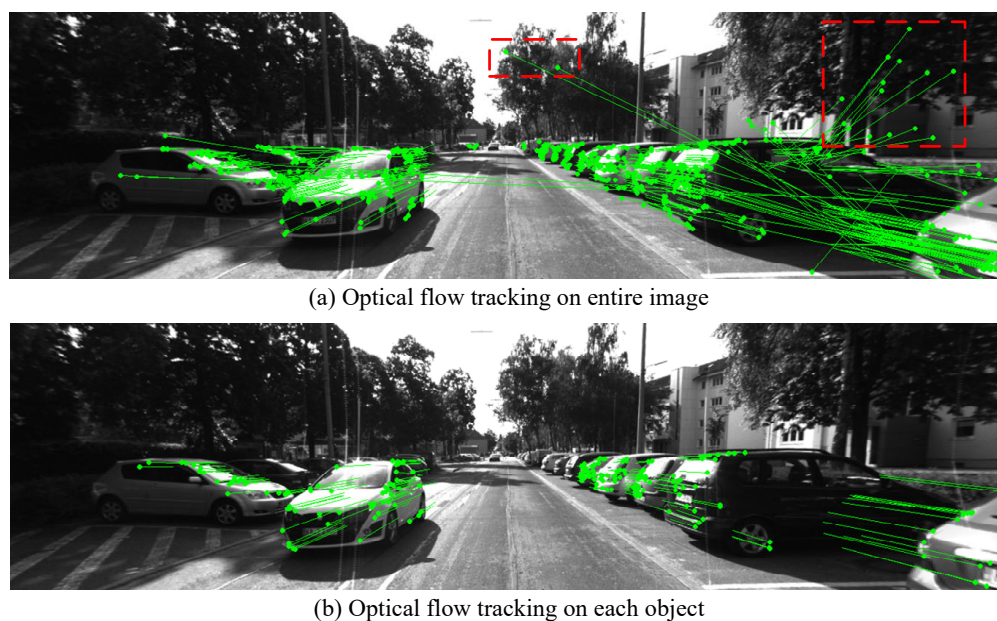 (a) Optical flow tracking on entire image
(b) Optical flow tracking on each object